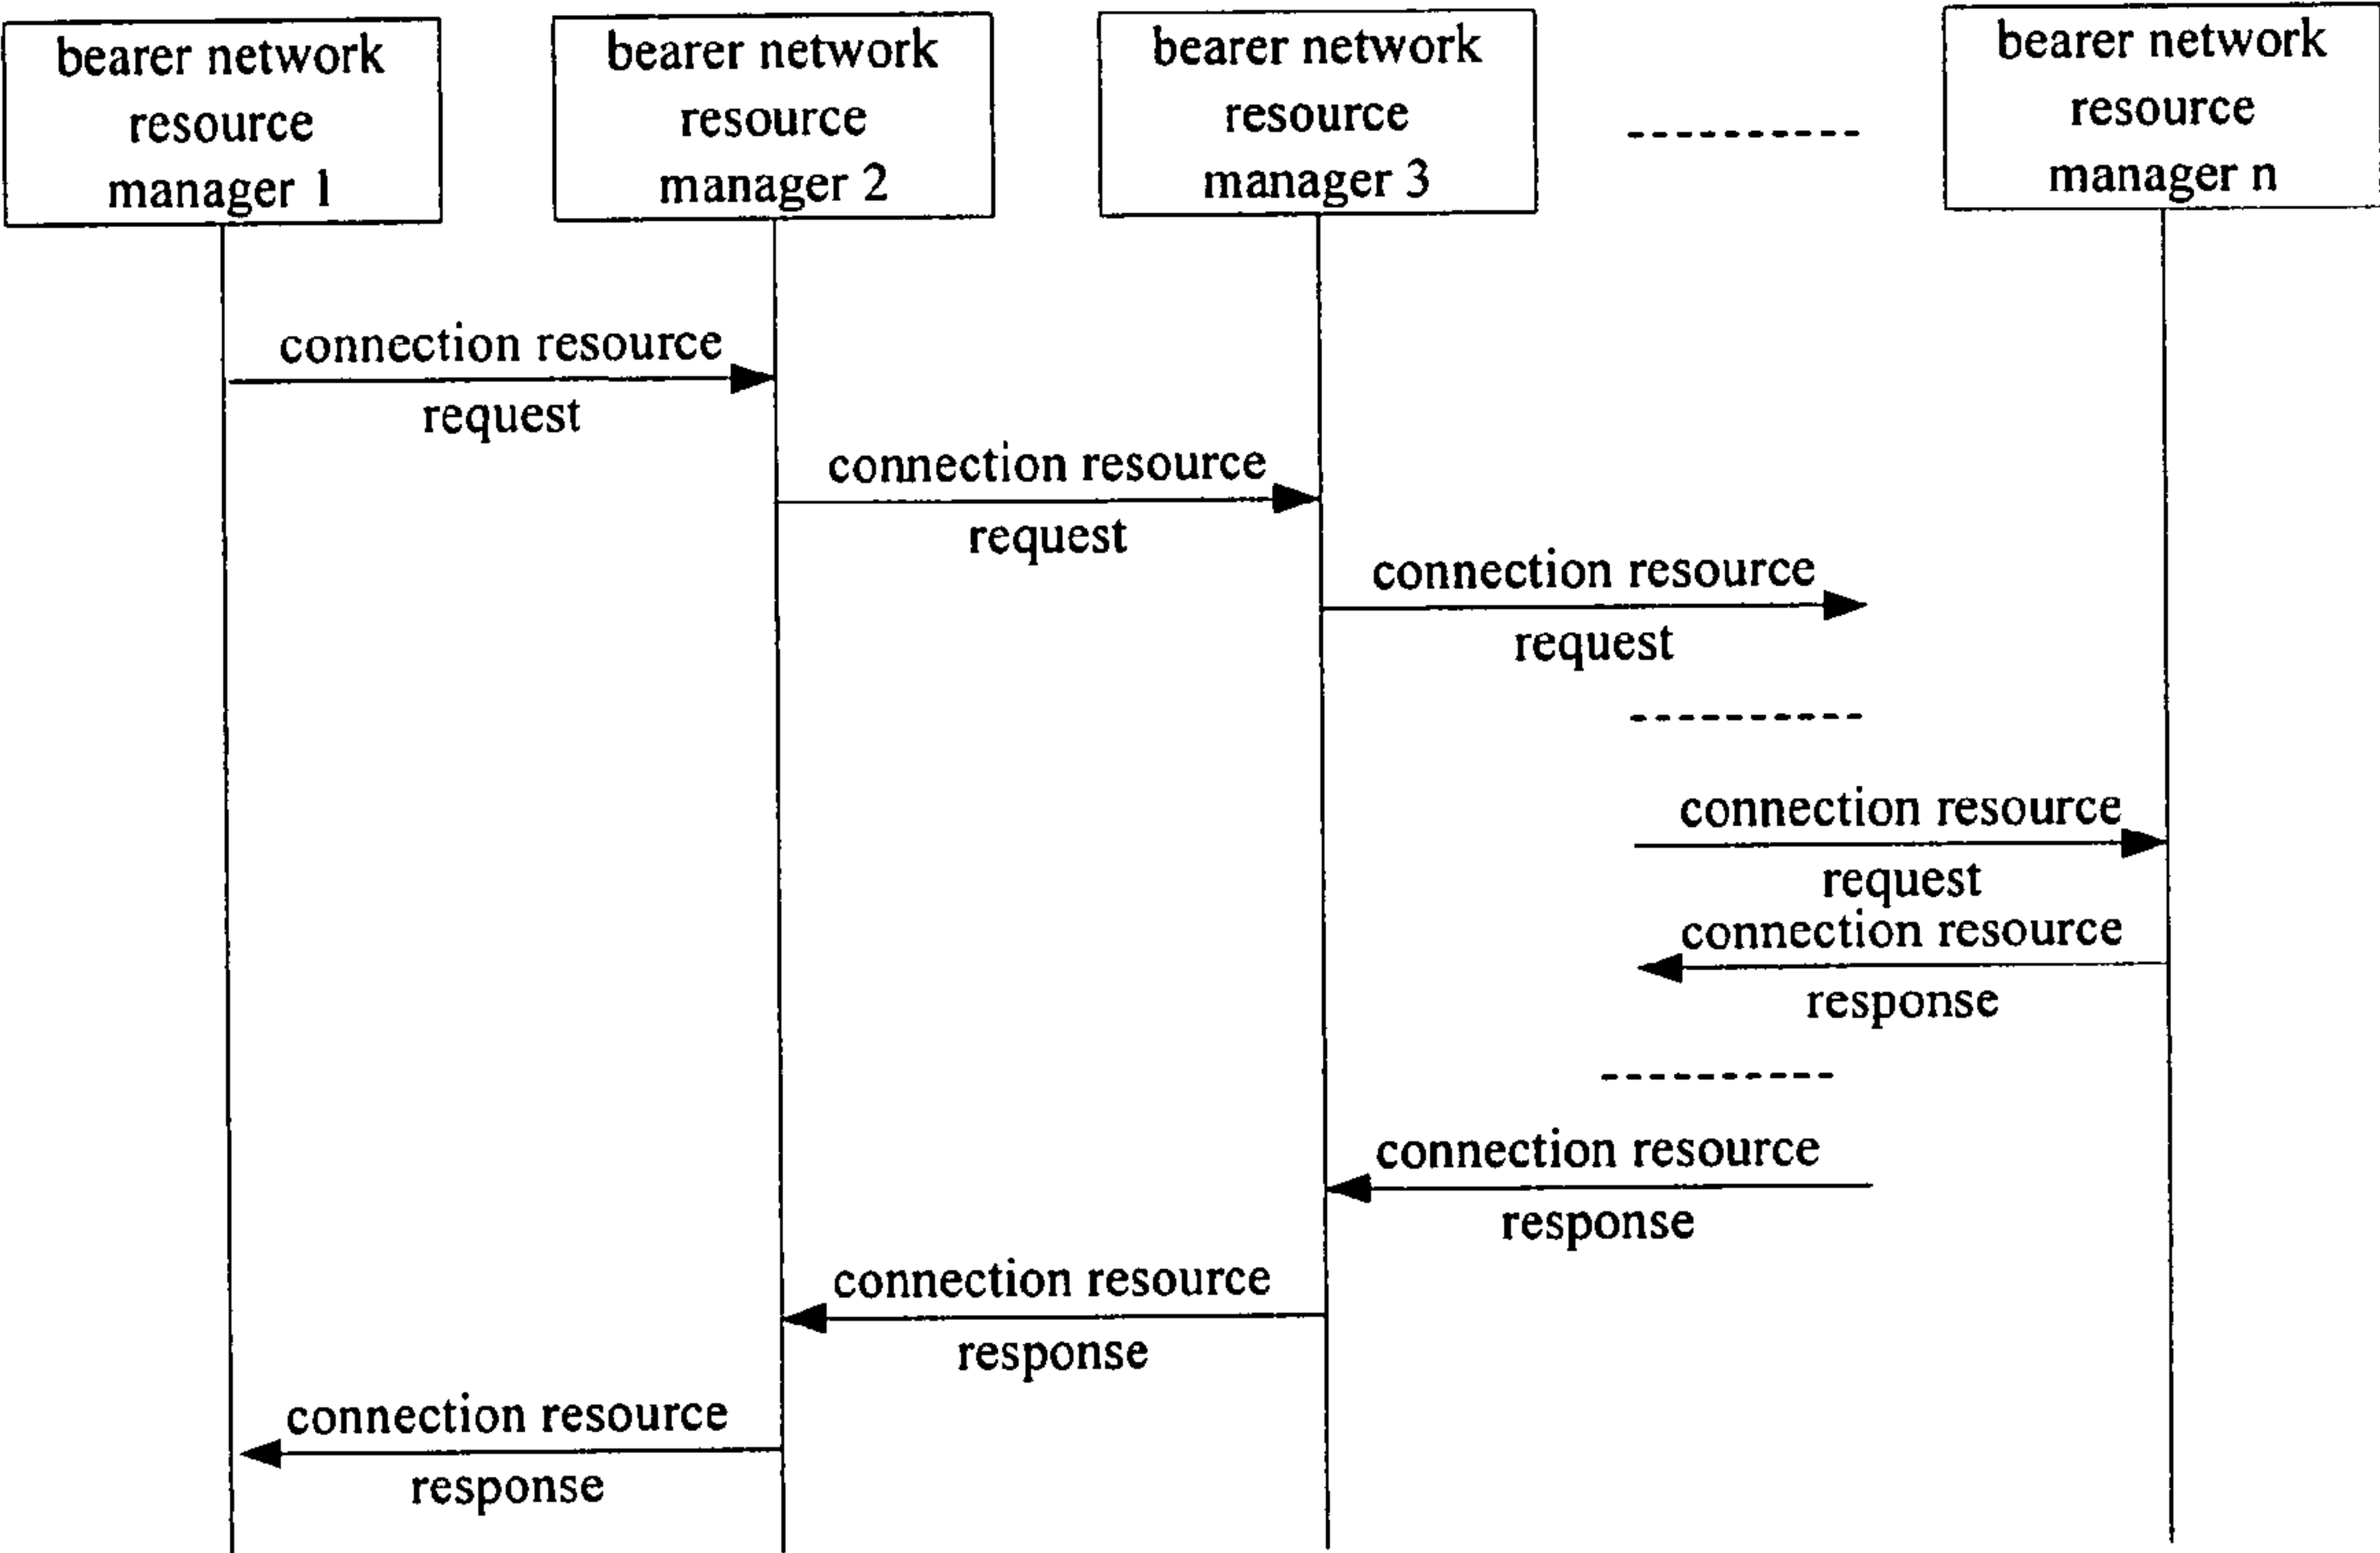 bearer network
resource
manager 1
bearer network
resource
manager 2
bearer network
resource
manager 3
bearer network
resource
manager n
connection resource
request
connection resource
request
connection resource
request
connection resource
request
connection resource
response
connection resource
response
connection resource
response
connection resource
response